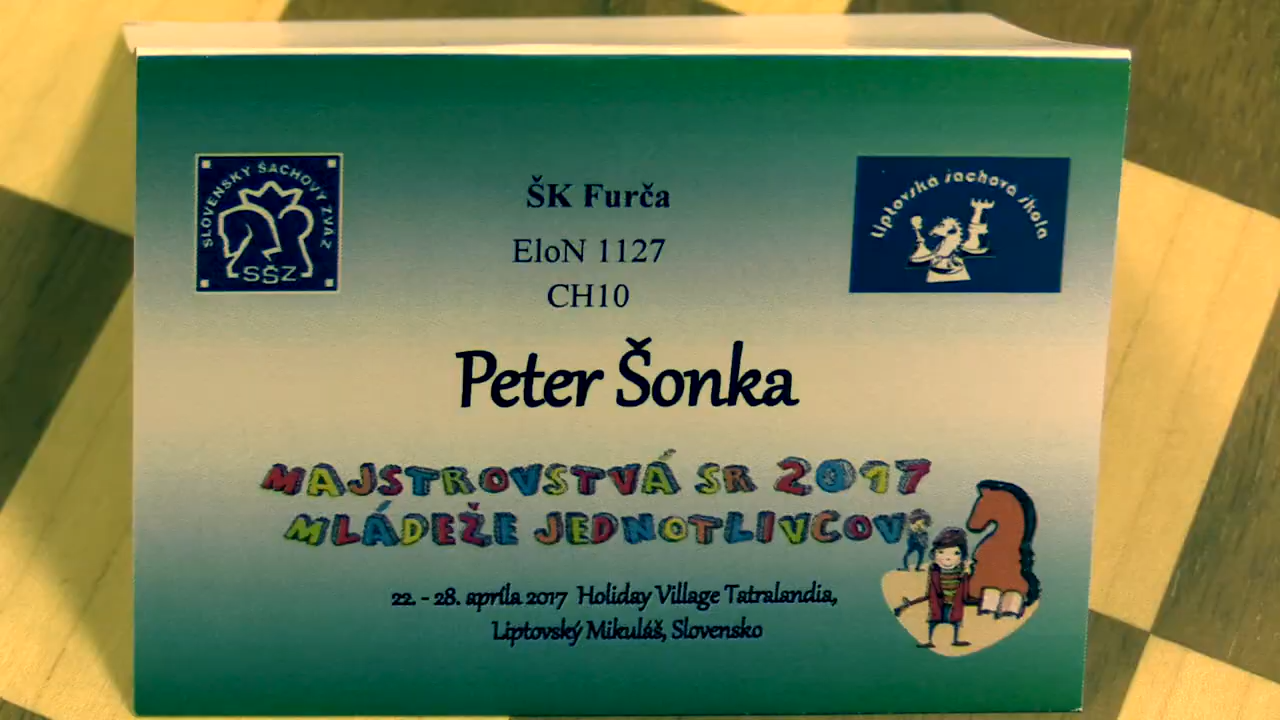 SLOVENSKÝ ŠACHOVÝ ZVÄZ
SŠZ
ŠK Furča
EloN 1127
CH10
Liptovská šachová škola
Peter Šonka
MAJSTROVSTVÁ SR 2017
MLÁDEŽE JEDNOTLIVCOV
22. - 28. apríla 2017 Holiday Village Tatralandia,
Liptovský Mikuláš, Slovensko